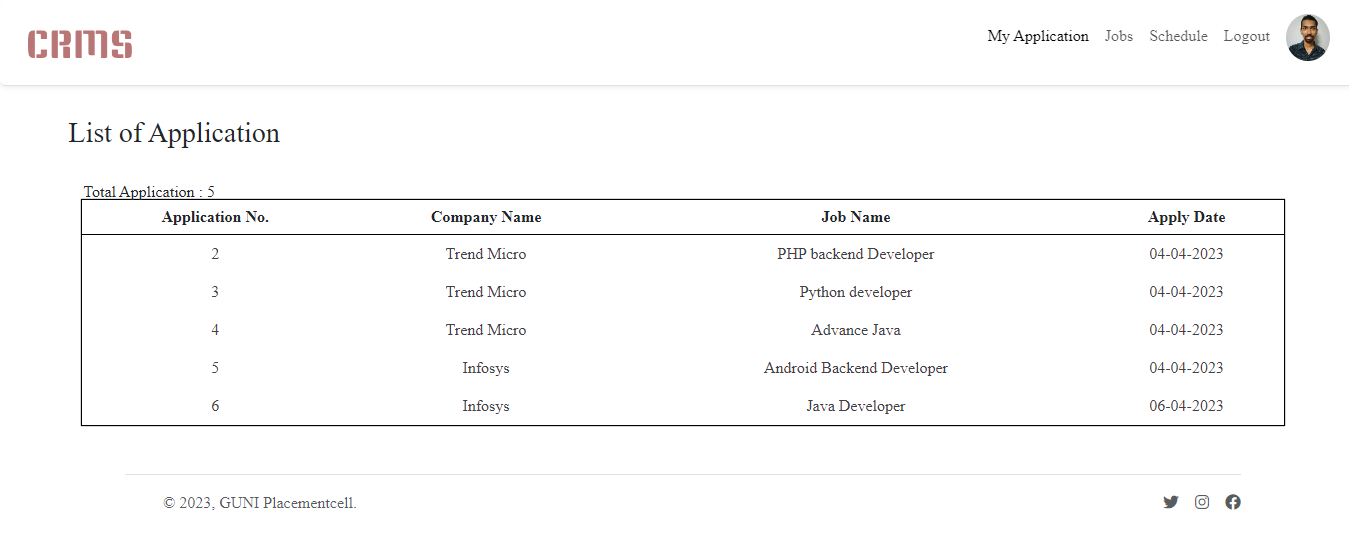 CRMS
My Application Jobs Schedule Logout
List of Application
Total Application : 5
Application No. Company Name Job Name Apply Date
2 Trend Micro PHP backend Developer 04-04-2023
3 Trend Micro Python developer 04-04-2023
4 Trend Micro Advance Java 04-04-2023
5 Infosys Android Backend Developer 04-04-2023
6 Infosys Java Developer 06-04-2023
© 2023, GUNI Placementcell.